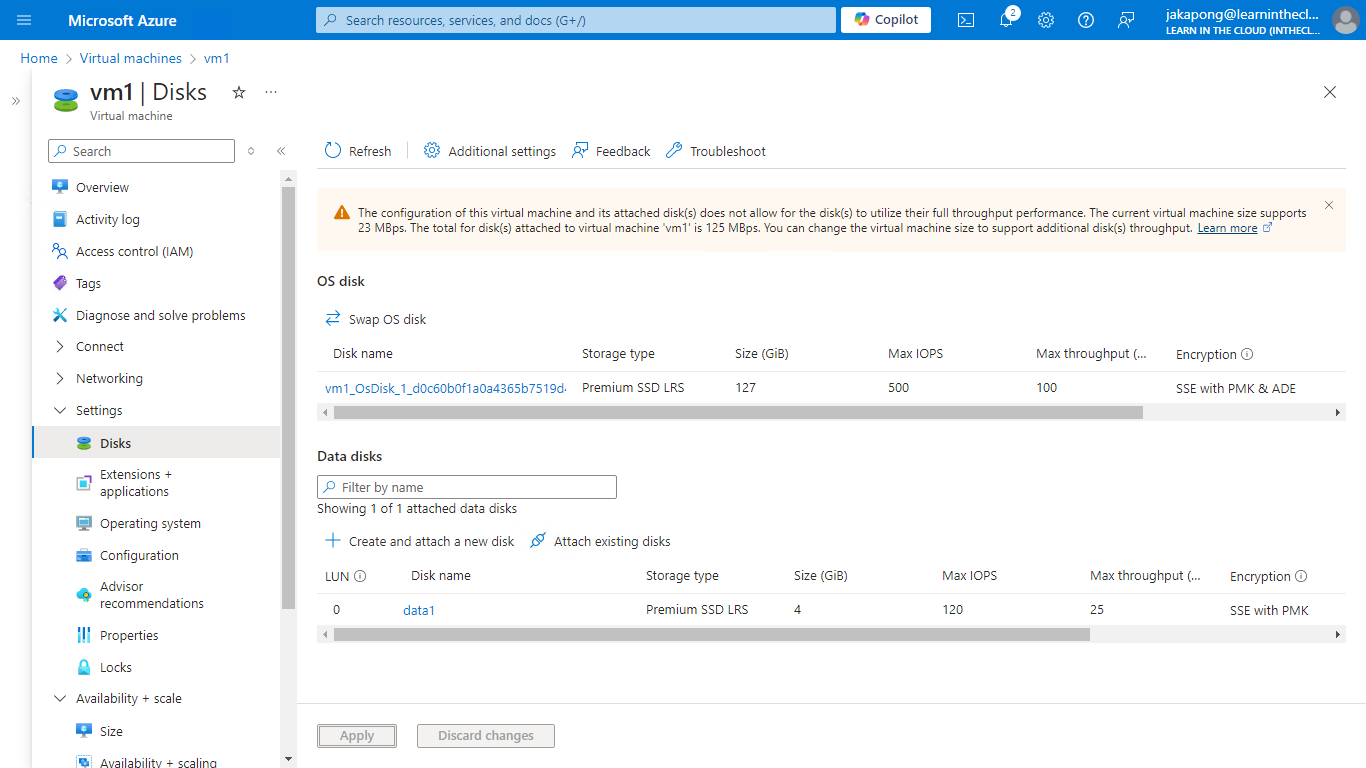 Microsoft Azure
Search resources, services, and docs (G+/)
Copilot
2
jakapong@learninthecl...
LEARN IN THE CLOUD (INTHECL...
Home > Virtual machines > vm1
vm1 | Disks
Virtual machine
Search
Overview
Activity log
Access control (IAM)
Tags
Diagnose and solve problems
Connect
Networking
Settings
Disks
Extensions +
applications
Operating system
Configuration
Advisor
recommendations
Properties
Locks
Availability + scale
Size
Availability + scaling
Refresh
Additional settings
Feedback
Troubleshoot
The configuration of this virtual machine and its attached disk(s) does not allow for the disk(s) to utilize their full throughput performance. The current virtual machine size supports
23 MBps. The total for disk(s) attached to virtual machine 'vm1' is 125 MBps. You can change the virtual machine size to support additional disk(s) throughput. Learn more
OS disk
Swap OS disk
Disk name Storage type Size (GiB) Max IOPS Max throughput (... Encryption
vm1_OsDisk_1_d0c60b0f1a0a4365b7519d Premium SSD LRS 127 500 100 SSE with PMK & ADE
Data disks
Filter by name
Showing 1 of 1 attached data disks
Create and attach a new disk
Attach existing disks
LUN Disk name Storage type Size (GiB) Max IOPS Max throughput (... Encryption
0 data1 Premium SSD LRS 4 120 25 SSE with PMK
Apply
Discard changes